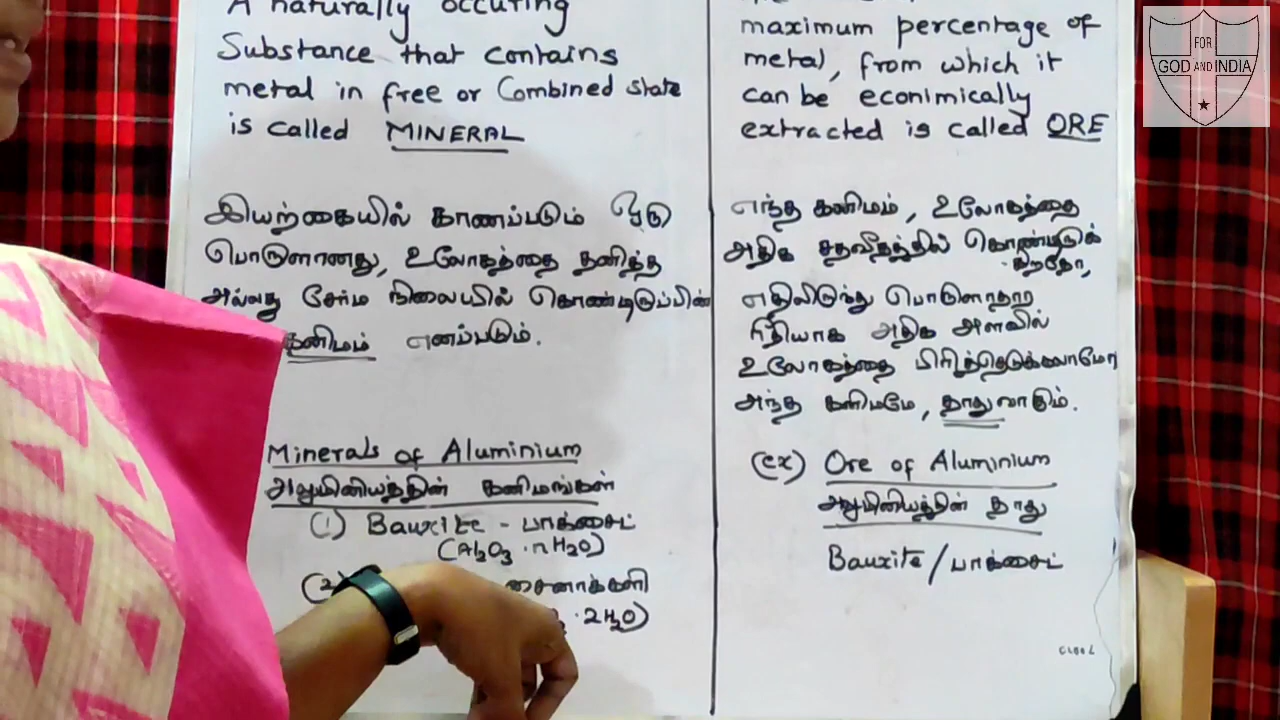 A naturally occuring
Substance that contains
metal in free or Combined state
is called MINERAL
இயற்கையில் காணப்படும் ஒரு
பொருளானது, உலோகத்தை தனித்த
அல்லது சேர்ம நிலையில் கொண்டிருப்பின்
கனிமம் எனப்படும்.
Minerals of Aluminium
அலுமினியத்தின் கனிமங்கள்
(1) Bauxite - பாக்சைட்
(Al₂O₃·nH₂O)
(2)
·2H₂O)
maximum percentage of
metal, from which it
can be econimically
extracted is called ORE
எந்த கனிமம், உலோகத்தை
அதிக சதவீதத்தில் கொண்டிருக்
கிறதோ,
எதிலிருந்து பொருளாதார
ரீதியாக அதிக அளவில்
உலோகத்தை பிரித்தெடுக்கலாமோ
அந்த கனிமமே, தாதுவாகும்.
(ex) Ore of Aluminium
அலுமினியத்தின் தாது
Bauxite/பாக்சைட்
FOR
GOD AND INDIA